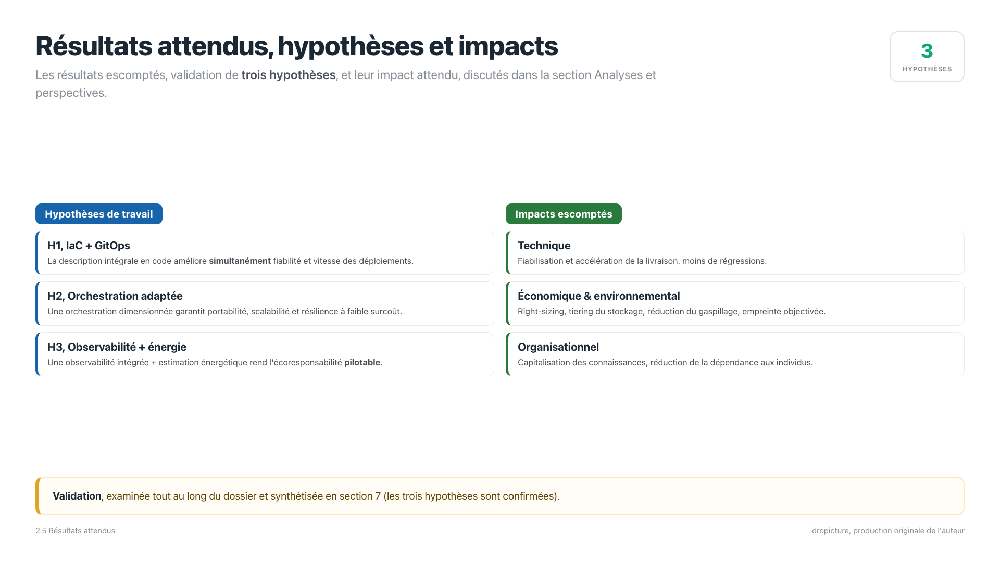 Résultats attendus, hypothèses et impacts
Les résultats escomptés, validation de trois hypothèses, et leur impact attendu, discutés dans la section Analyses et
perspectives.
3
HYPOTHÈSES
Hypothèses de travail
H1, IaC + GitOps
La description intégrale en code améliore simultanément fiabilité et vitesse des déploiements.
H2, Orchestration adaptée
Une orchestration dimensionnée garantit portabilité, scalabilité et résilience à faible surcoût.
H3, Observabilité + énergie
Une observabilité intégrée + estimation énergétique rend l'écoresponsabilité pilotable.
Impacts escomptés
Technique
Fiabilisation et accélération de la livraison. moins de régressions.
Économique & environnemental
Right-sizing, tiering du stockage, réduction du gaspillage, empreinte objectivée.
Organisationnel
Capitalisation des connaissances, réduction de la dépendance aux individus.
Validation, examinée tout au long du dossier et synthétisée en section 7 (les trois hypothèses sont confirmées).
2.5 Résultats attendus
dropicture, production originale de l'auteur